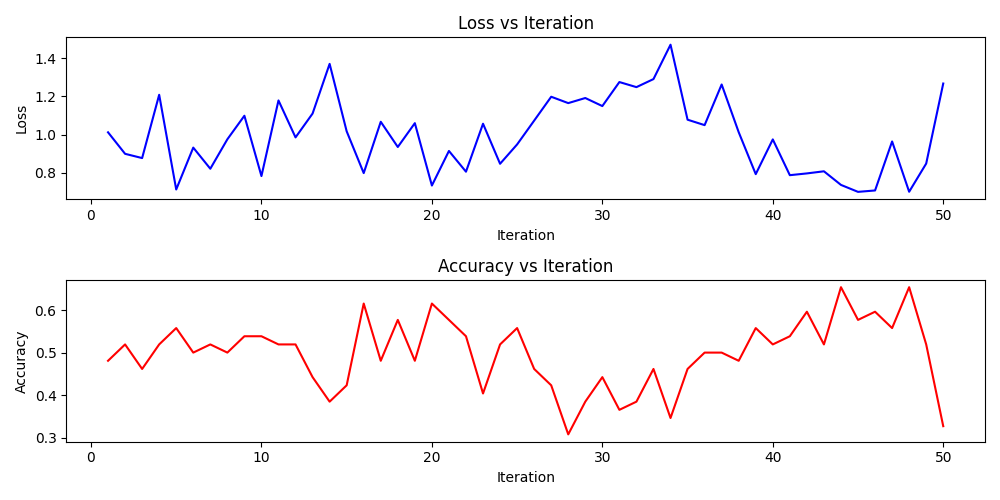 Loss vs Iteration
1.4
1.2
1.0
0.8
Loss
0 10 20 30 40 50
Iteration
Accuracy vs Iteration
0.6
0.5
0.4
0.3
Accuracy
0 10 20 30 40 50
Iteration